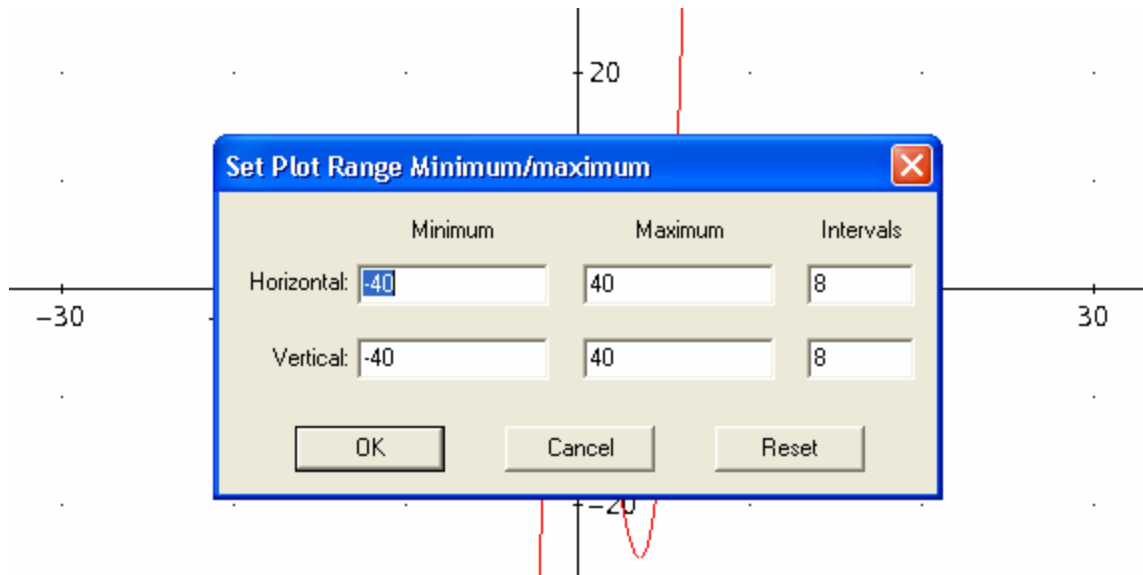 20
Set Plot Range Minimum/maximum
Minimum Maximum Intervals
Horizontal: -40 40 8
-30 30
Vertical: -40 40 8
OK Cancel Reset
-20